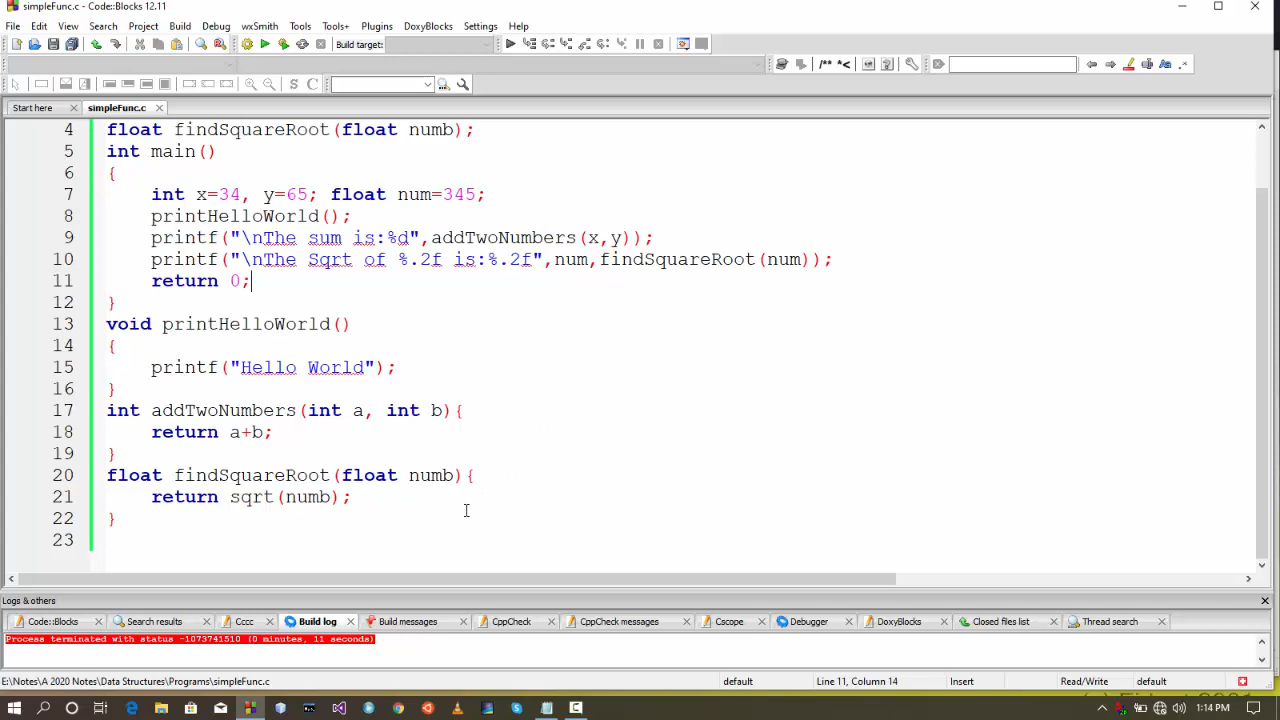 simpleFunc.c - Code::Blocks 12.11
File Edit View Search Project Build Debug wxSmith Tools Tools+ Plugins DoxyBlocks Settings Help
Build target:
/** *<
S C
Start here simpleFunc.c
4 float findSquareRoot(float numb);
5 int main()
6 {
7 int x=34, y=65; float num=345;
8 printHelloWorld();
9 printf("\nThe sum is:%d",addTwoNumbers(x,y));
10 printf("\nThe Sqrt of %.2f is:%.2f",num,findSquareRoot(num));
11 return 0;
12 }
13 void printHelloWorld()
14 {
15 printf("Hello World");
16 }
17 int addTwoNumbers(int a, int b){
18 return a+b;
19 }
20 float findSquareRoot(float numb){
21 return sqrt(numb);
22 }
23
Logs & others
Code::Blocks Search results Cccc Build log Build messages CppCheck CppCheck messages Cscope Debugger DoxyBlocks Closed files list Thread search
Process terminated with status -1073741510 (0 minutes, 11 seconds)
E:\Notes\A 2020 Notes\Data Structures\Programs\simpleFunc.c default Line 11, Column 14 Insert Read/Write default
1:14 PM